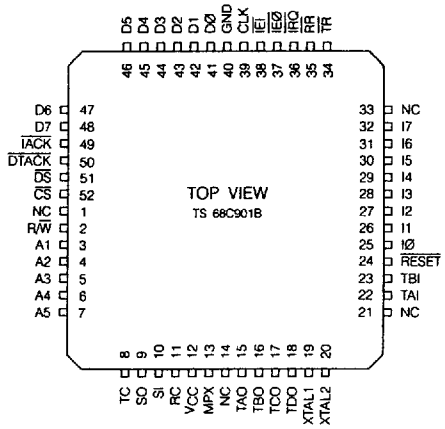 D5 D4 D3 D2 D1 DØ GND CLK IEI IEØ IRQ RR TR
46 45 44 43 42 41 40 39 38 37 36 35 34
D6 47
D7 48
IACK 49
DTACK 50
DS 51
CS 52
NC 1
R/W 2
A1 3
A2 4
A3 5
A4 6
A5 7
TOP VIEW
TS 68C901B
33 NC
32 I7
31 I6
30 I5
29 I4
28 I3
27 I2
26 I1
25 IØ
24 RESET
23 TBI
22 TAI
21 NC
8 9 10 11 12 13 14 15 16 17 18 19 20
TC SO SI RC VCC MPX NC TAO TBO TCO TDO XTAL1 XTAL2